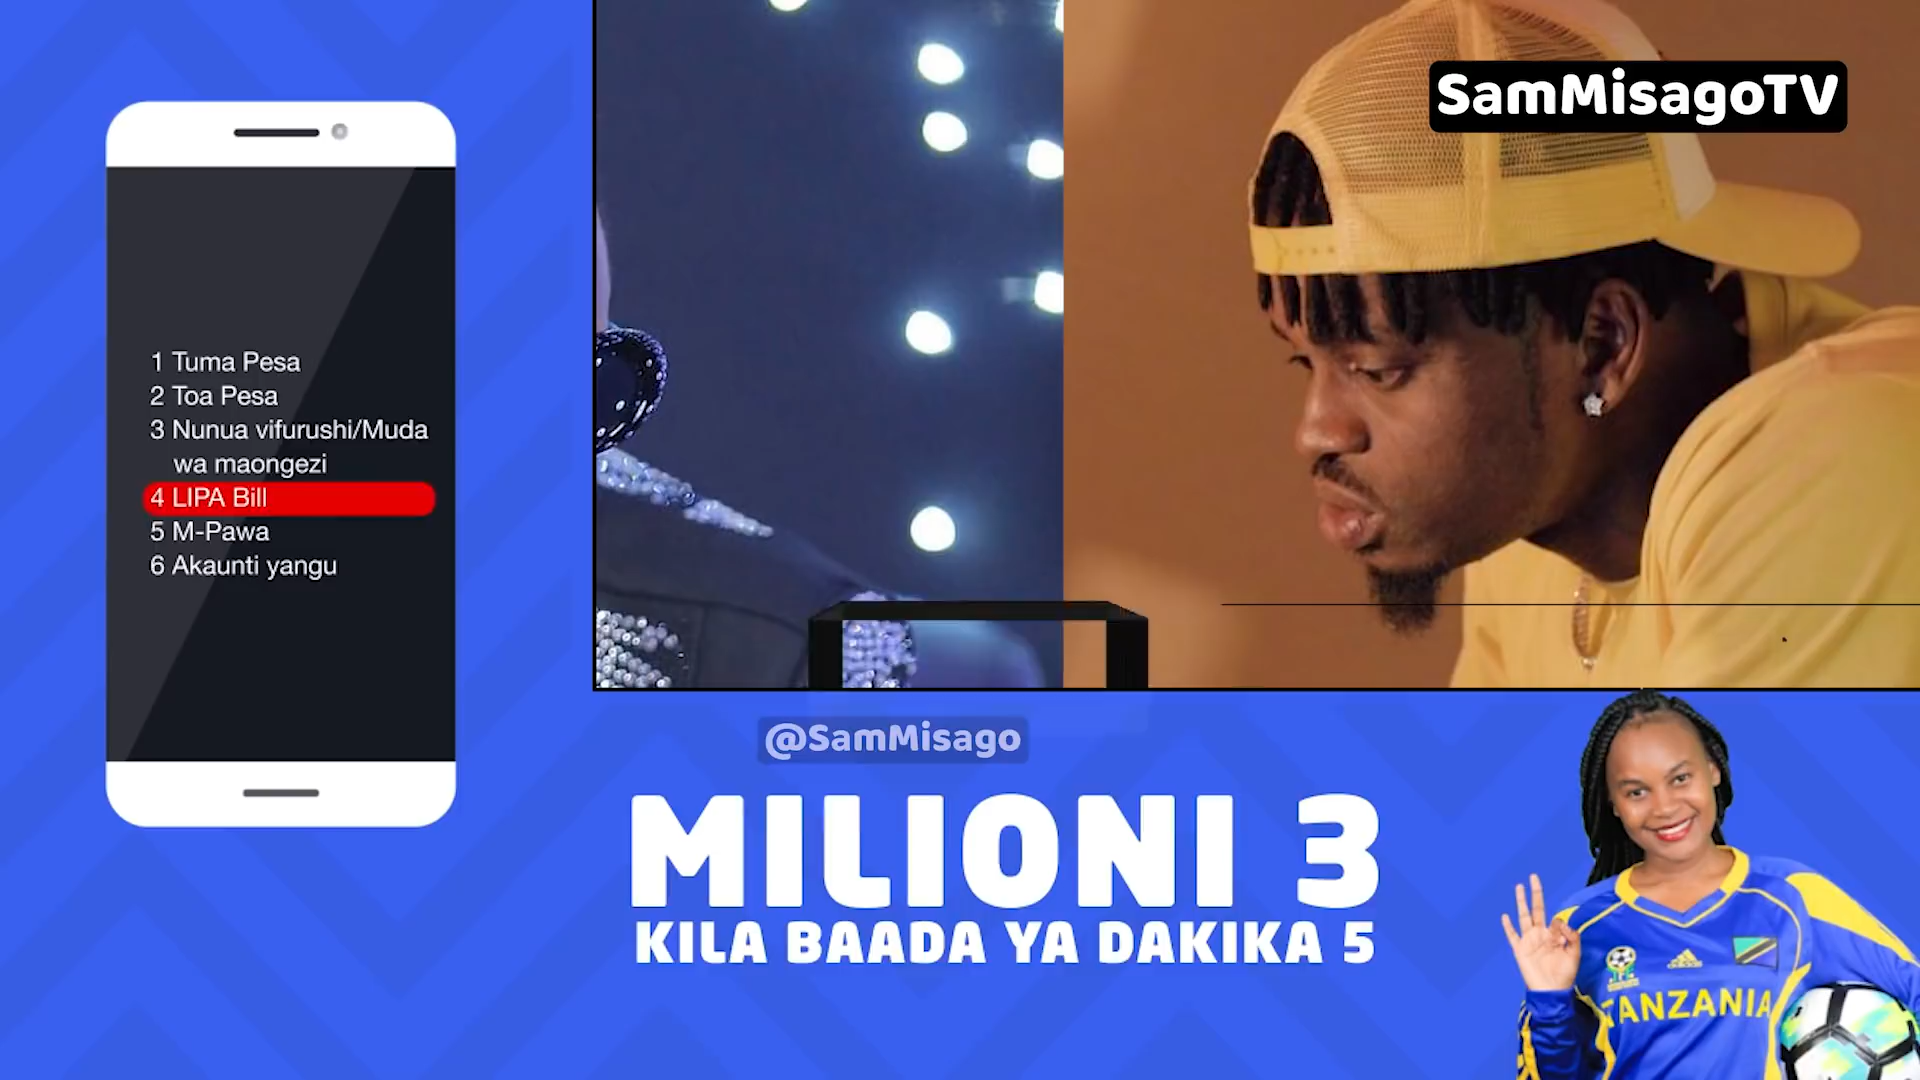 SamMisagoTV
1 Tuma Pesa
2 Toa Pesa
3 Nunua vifurushi/Muda
wa maongezi
4 LIPA Bill
5 M-Pawa
6 Akaunti yangu
@SamMisago
MILIONI 3
KILA BAADA YA DAKIKA 5
TANZANIA